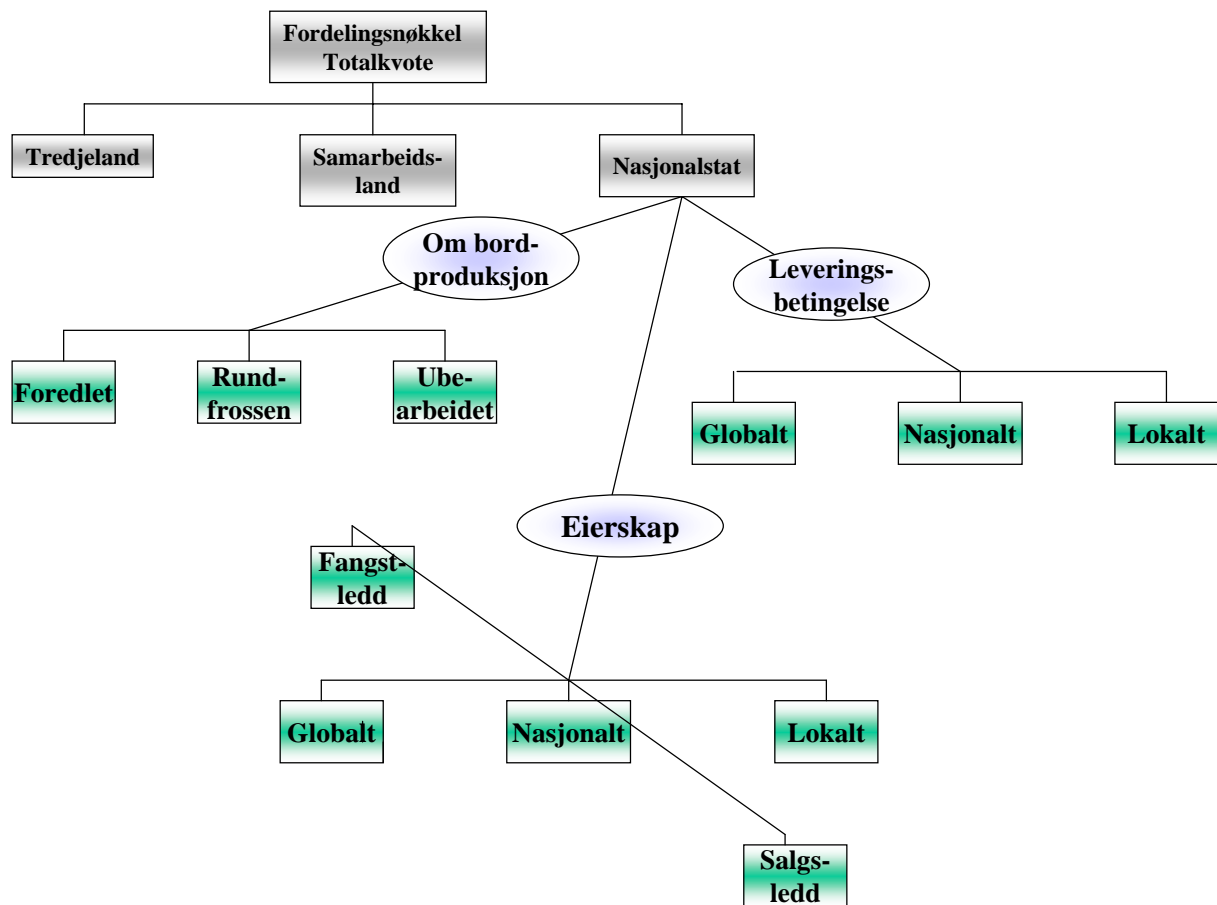 Fordelingsnøkkel
Totalkvote
Tredjeland
Samarbeids-
land
Nasjonalstat
Om bord-
produksjon
Leverings-
betingelse
Foredlet
Rund-
frossen
Ube-
arbeidet
Globalt
Nasjonalt
Lokalt
Eierskap
Fangst-
ledd
Globalt
Nasjonalt
Lokalt
Salgs-
ledd